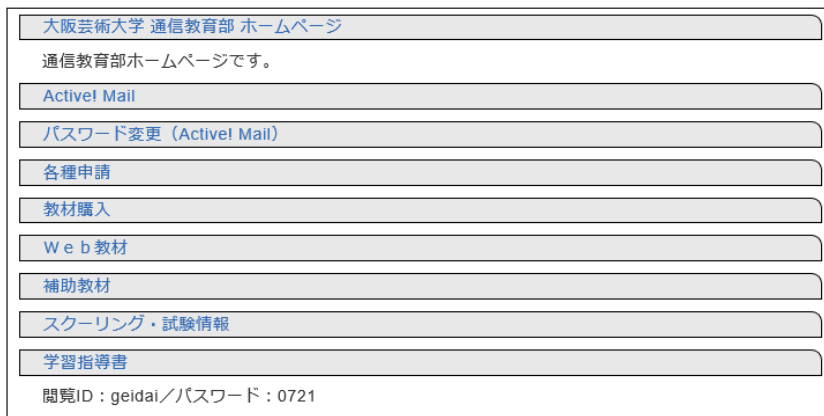 大阪芸術大学 通信教育部 ホームページ
通信教育部ホームページです。
Active! Mail
パスワード変更（Active! Mail）
各種申請
教材購入
Ｗｅｂ教材
補助教材
スクーリング・試験情報
学習指導書
閲覧ID：geidai／パスワード：0721